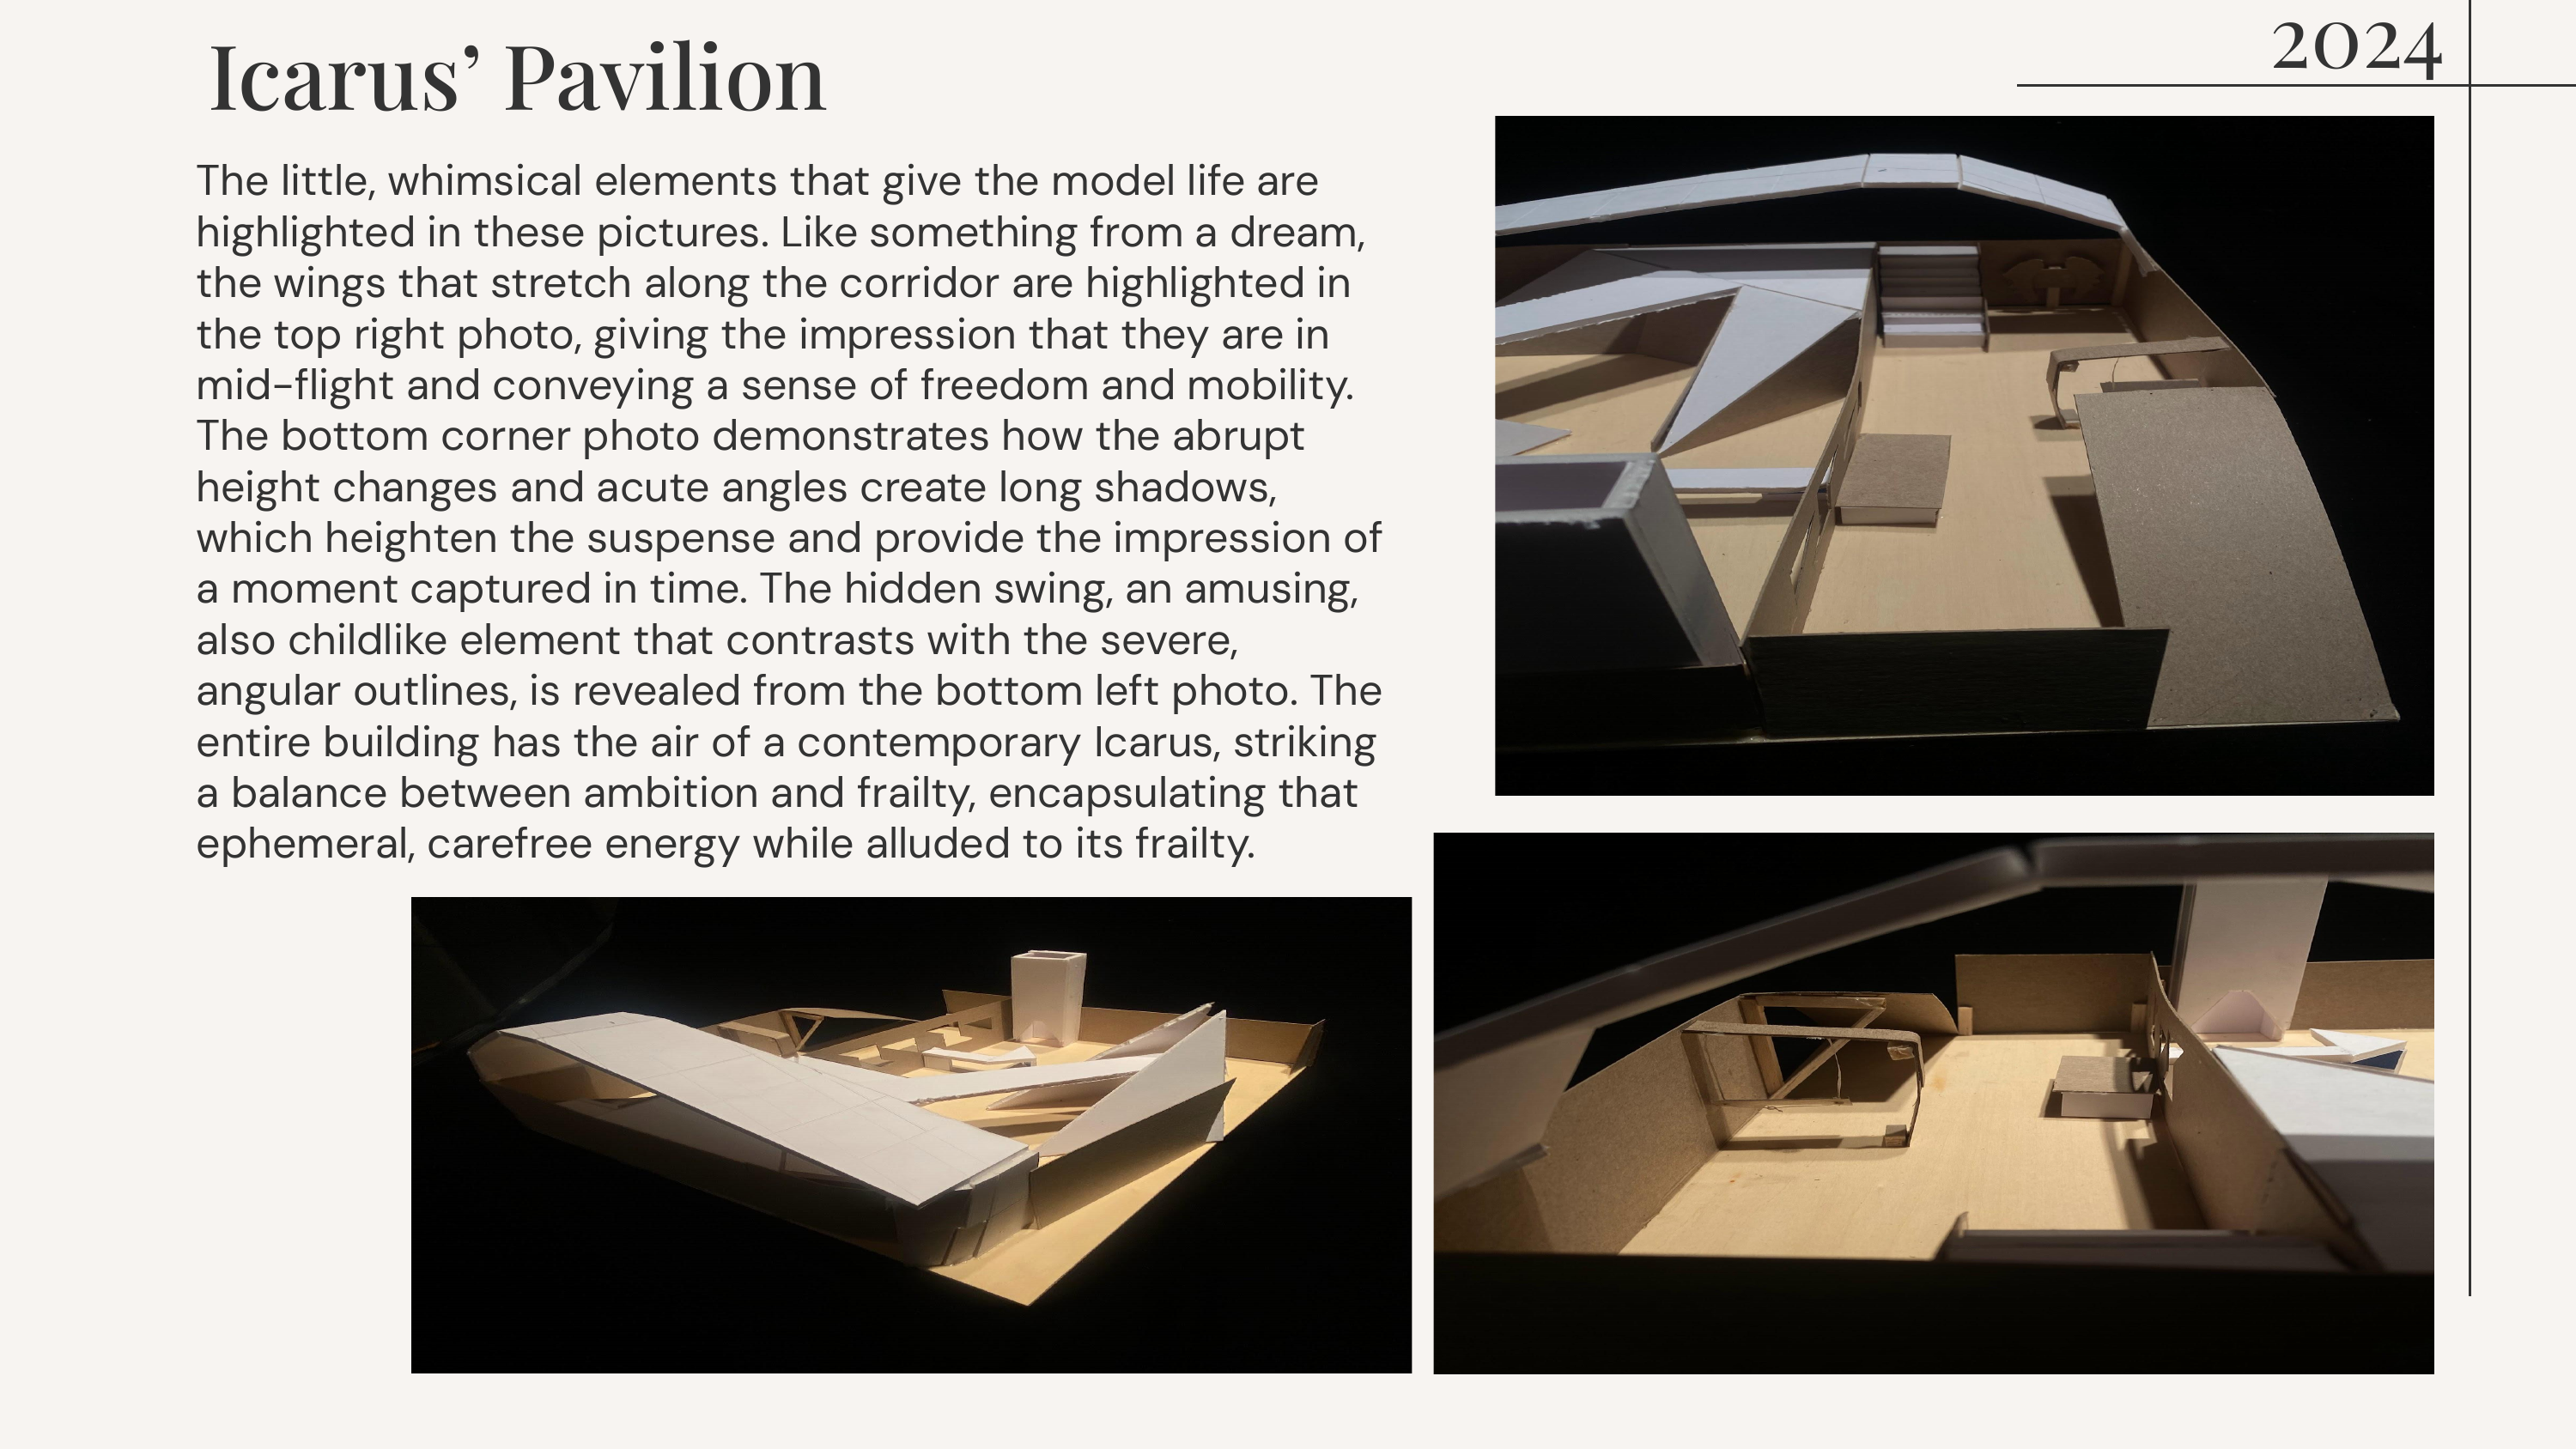 Icarus’ Pavilion
2024
The little, whimsical elements that give the model life are
highlighted in these pictures. Like something from a dream,
the wings that stretch along the corridor are highlighted in
the top right photo, giving the impression that they are in
mid-flight and conveying a sense of freedom and mobility.
The bottom corner photo demonstrates how the abrupt
height changes and acute angles create long shadows,
which heighten the suspense and provide the impression of
a moment captured in time. The hidden swing, an amusing,
also childlike element that contrasts with the severe,
angular outlines, is revealed from the bottom left photo. The
entire building has the air of a contemporary Icarus, striking
a balance between ambition and frailty, encapsulating that
ephemeral, carefree energy while alluded to its frailty.